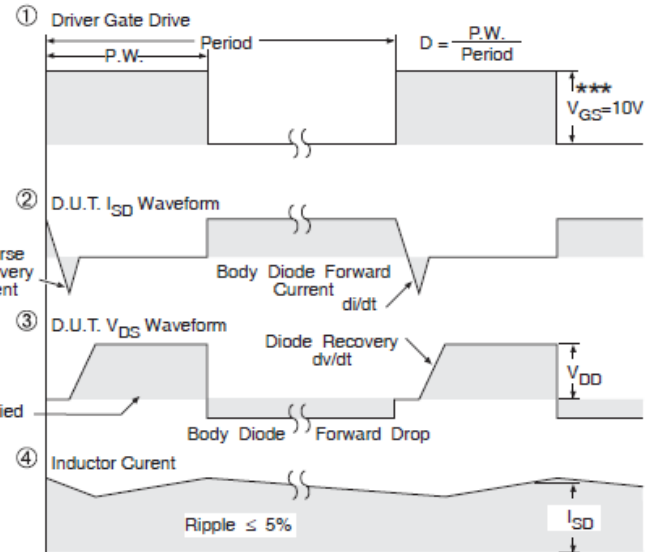 ① Driver Gate Drive
P.W.
Period
D = P.W.
Period
***
VGS=10V
② D.U.T. ISD Waveform
Body Diode Forward
Current
di/dt
③ D.U.T. VDS Waveform
Diode Recovery
dv/dt
VDD
Body Diode Forward Drop
④ Inductor Curent
Ripple ≤ 5%
ISD